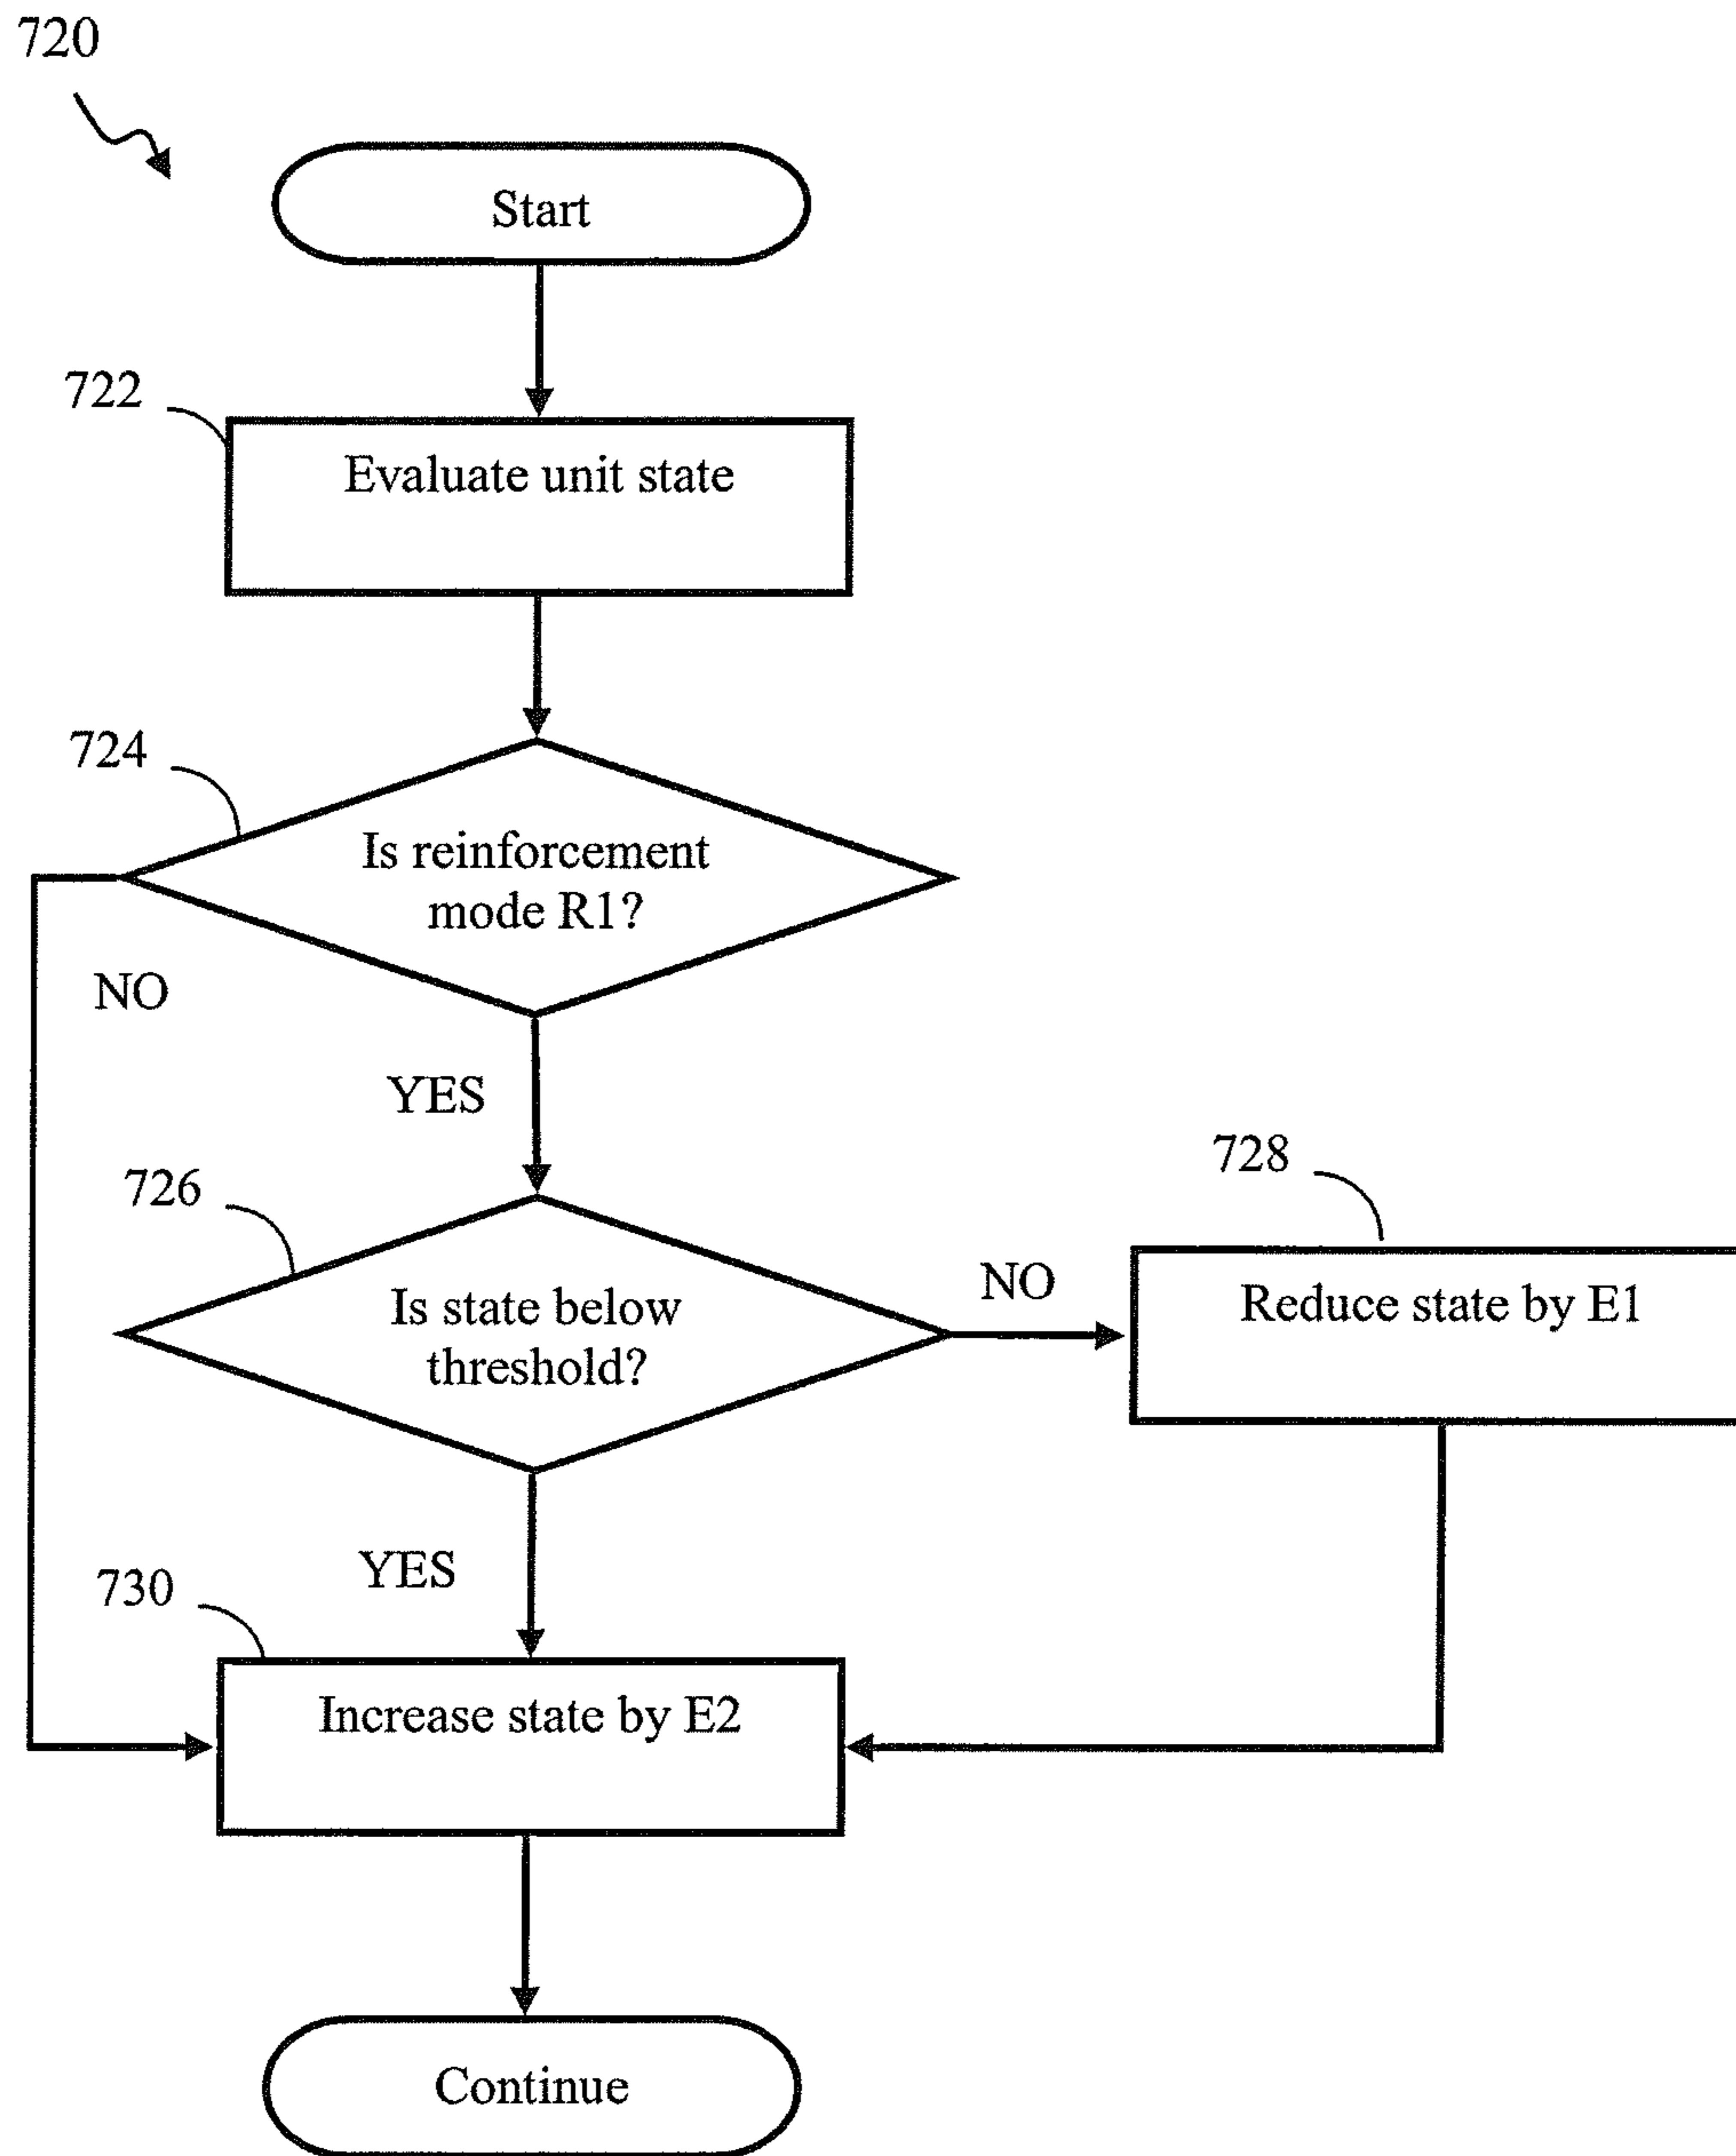 720
Start
722
Evaluate unit state
724
Is reinforcement
mode R1?
NO
YES
726
Is state below
threshold?
NO
728
Reduce state by E1
YES
730
Increase state by E2
Continue